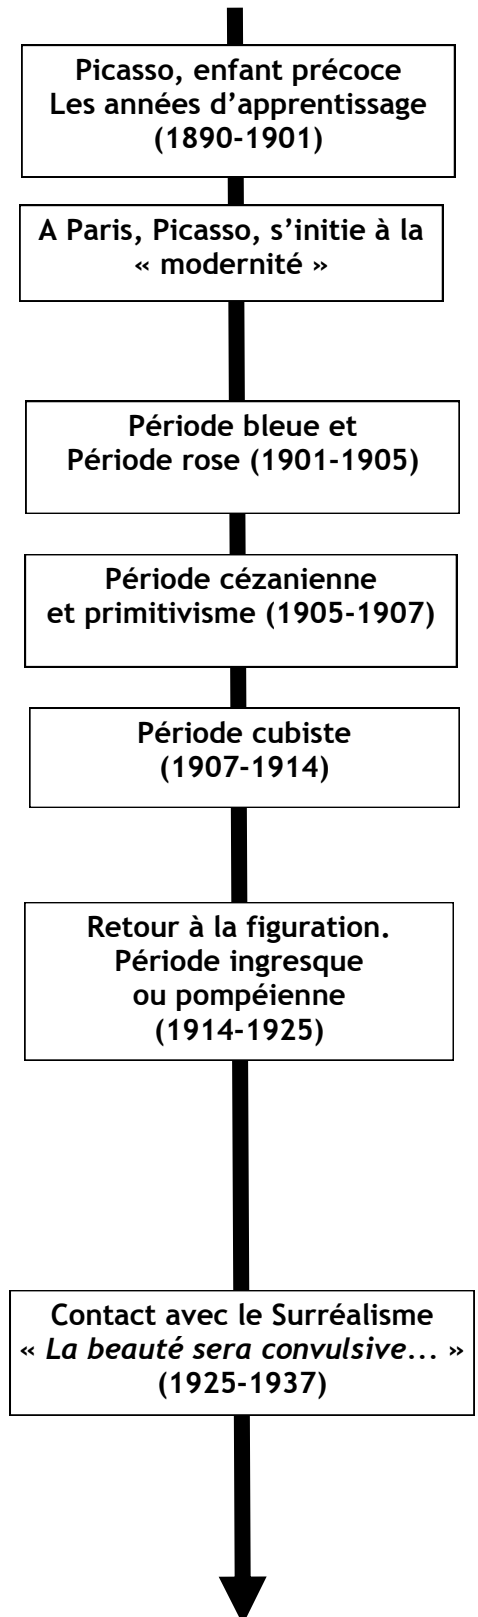 Picasso, enfant précoce
Les années d’apprentissage
(1890-1901)
A Paris, Picasso, s’initie à la
« modernité »
Période bleue et
Période rose (1901-1905)
Période cézanienne
et primitivisme (1905-1907)
Période cubiste
(1907-1914)
Retour à la figuration.
Période ingresque
ou pompéienne
(1914-1925)
Contact avec le Surréalisme
« La beauté sera convulsive... »
(1925-1937)